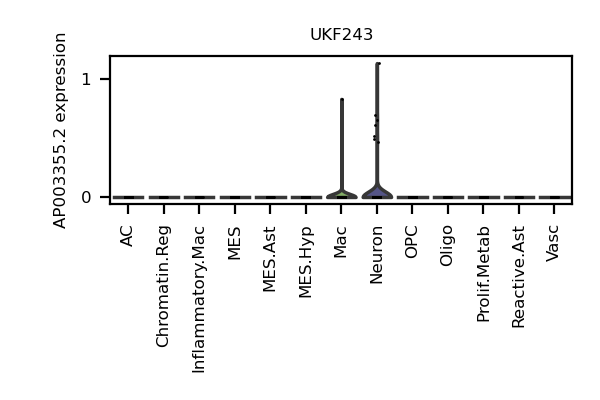 UKF243
AP003355.2 expression
1
0
AC
Chromatin.Reg
Inflammatory.Mac
MES
MES.Ast
MES.Hyp
Mac
Neuron
OPC
Oligo
Prolif.Metab
Reactive.Ast
Vasc